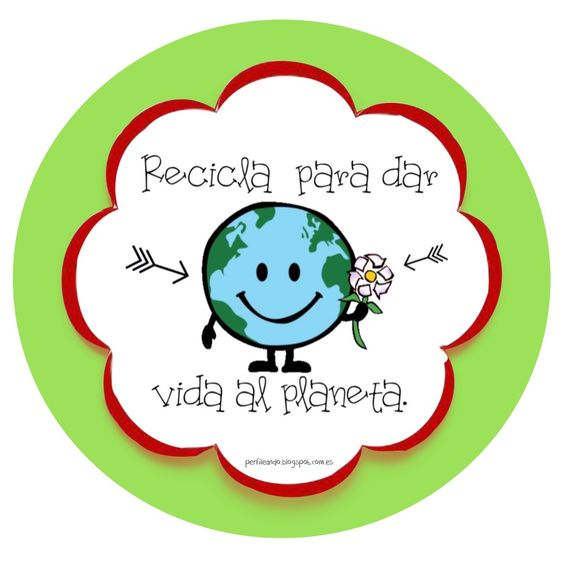 Recicla para dar
vida al planeta.
perfileando.blogspot.com.es